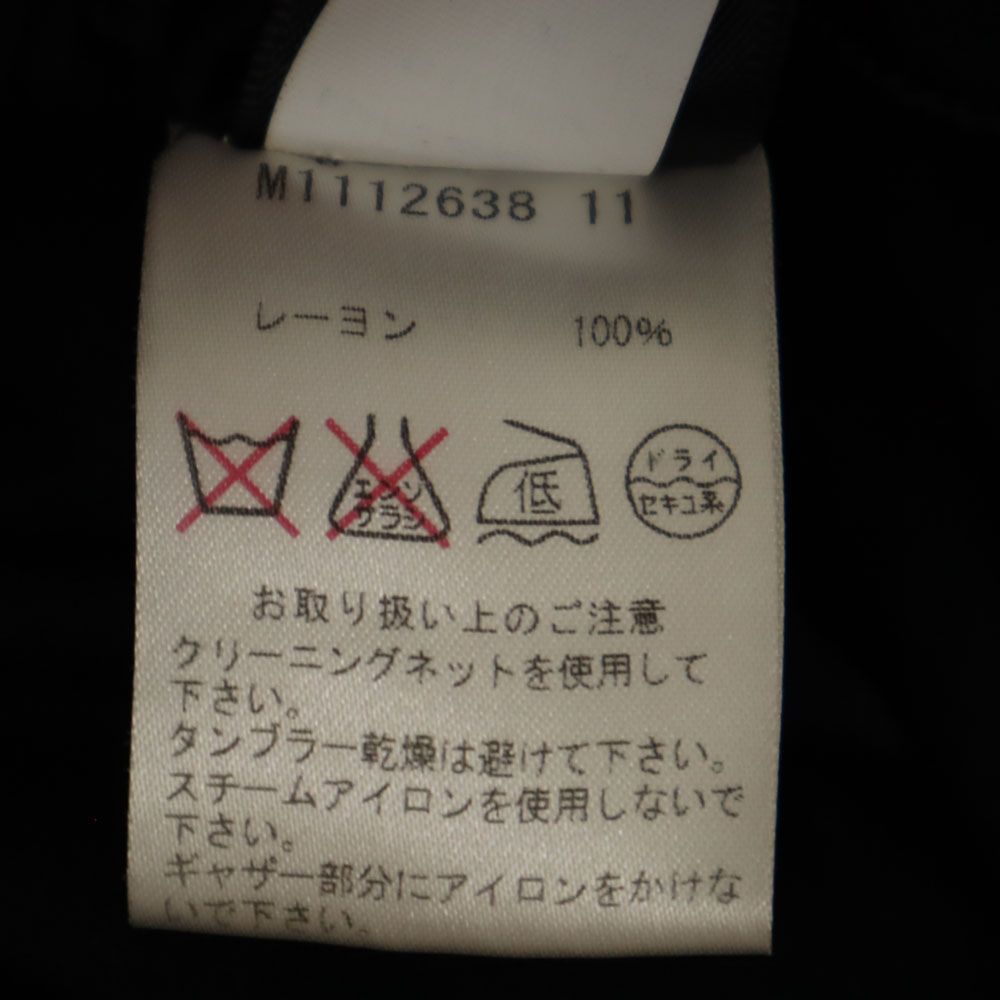 M1112638 11
レーヨン 100%
エンソ
サラシ
低
ドライ
セキユ系
お取り扱い上のご注意
クリーニングネットを使用して
下さい。
タンブラー乾燥は避けて下さい。
スチームアイロンを使用しないで
下さい。
ギャザー部分にアイロンをかけな
いで下さい。